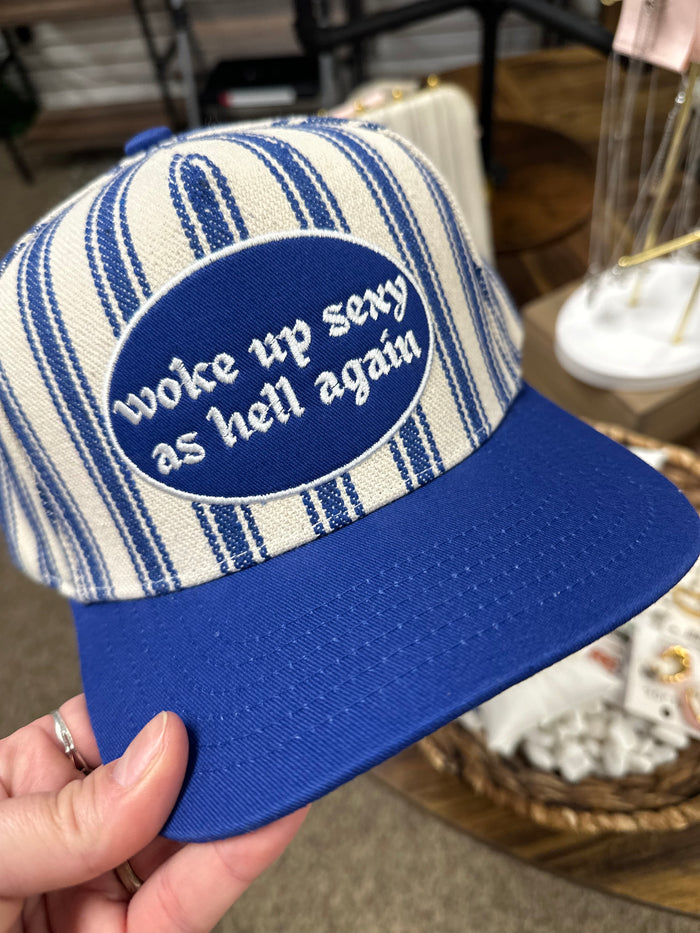 woke up sexy
as hell again